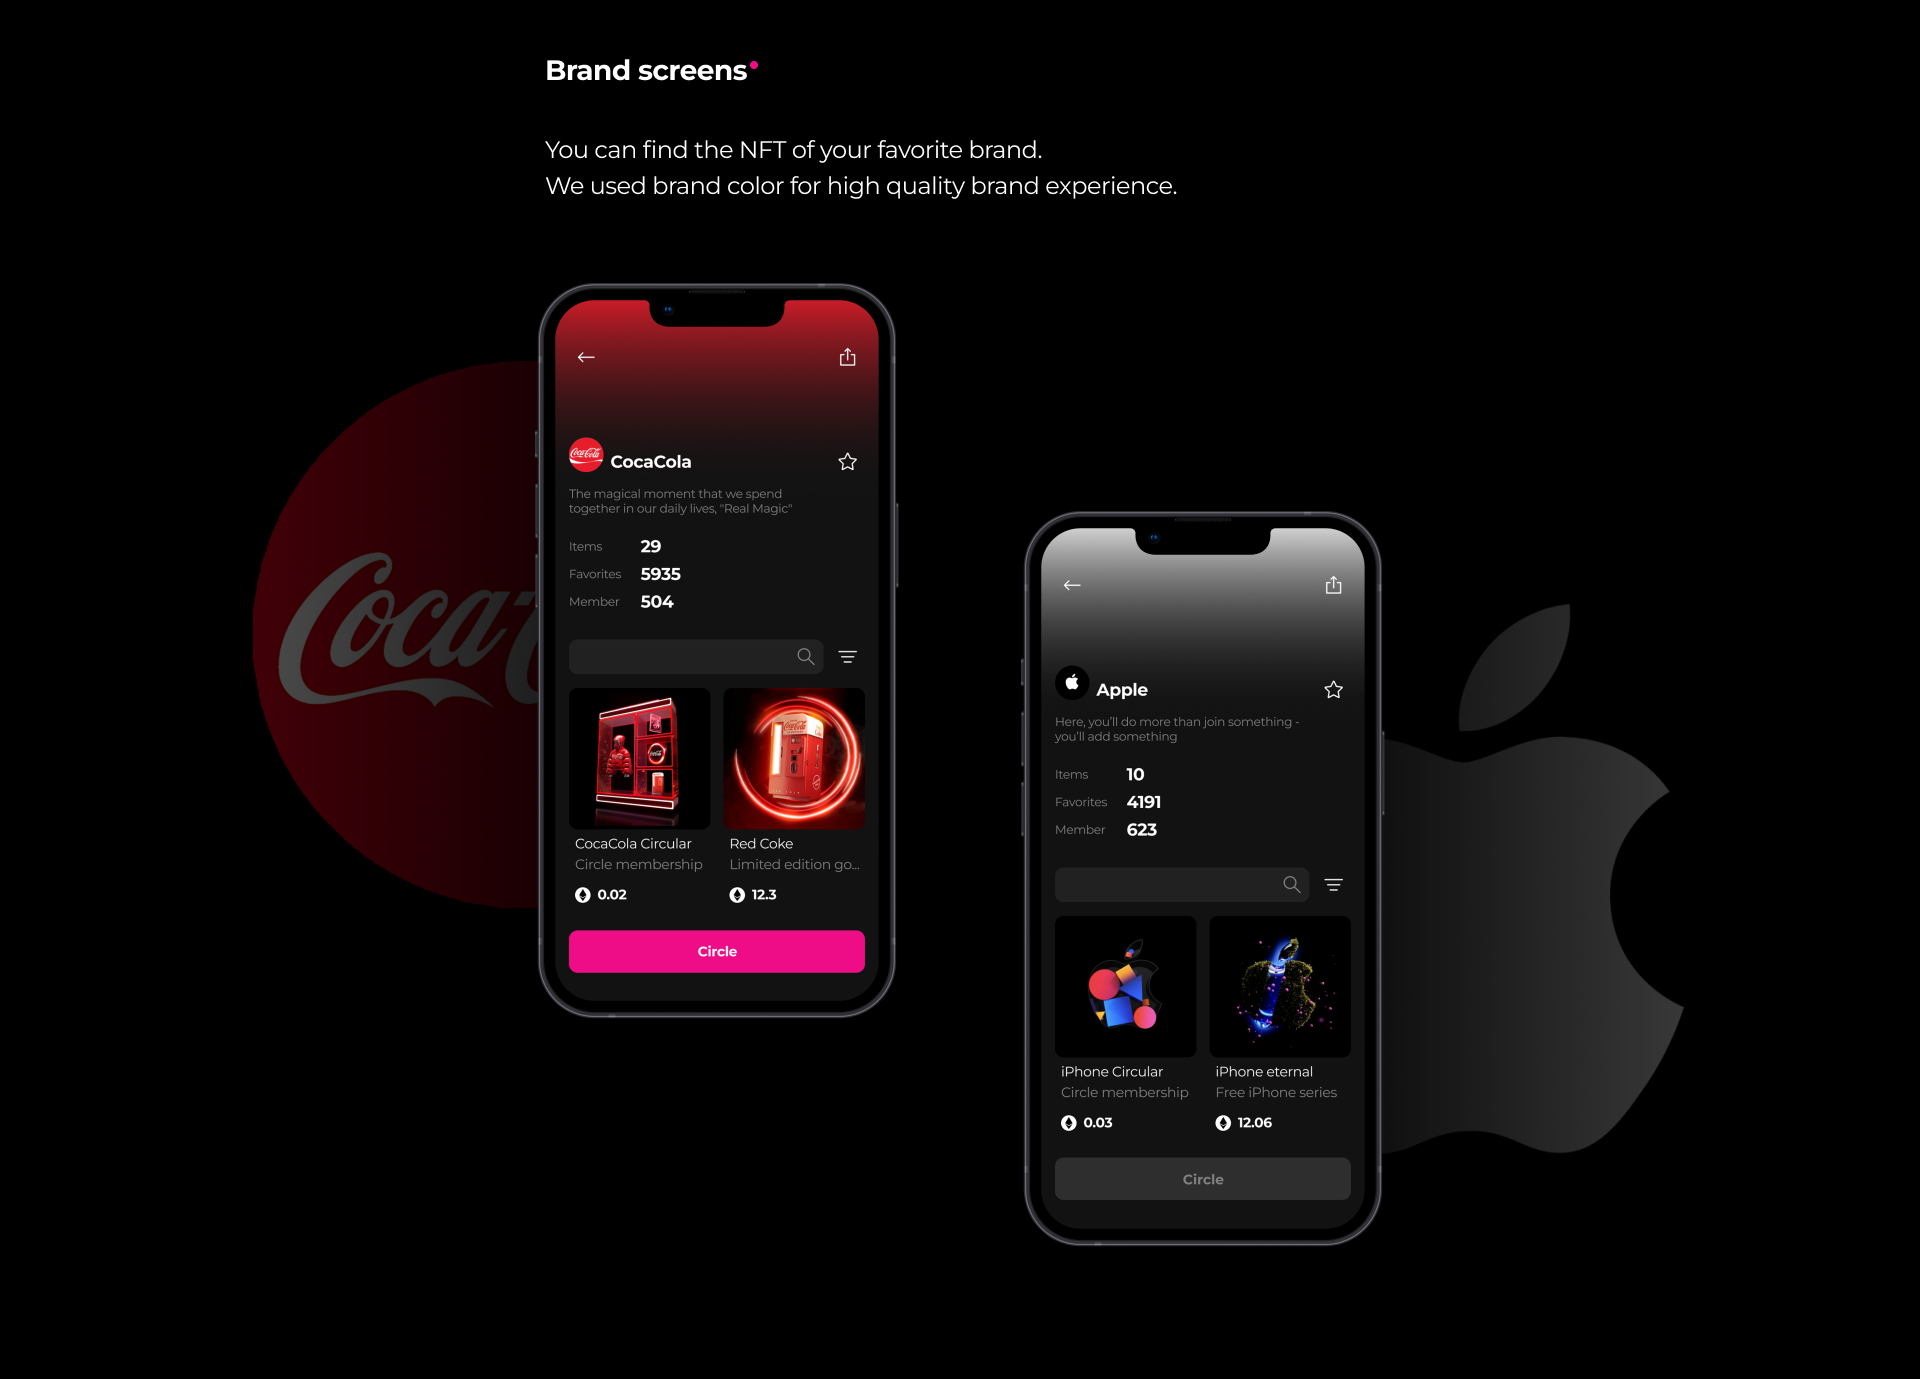 Brand screens
You can find the NFT of your favorite brand.
We used brand color for high quality brand experience.
Coca-C
Coca-Cola
CocaCola
The magical moment that we spend
together in our daily lives, "Real Magic"
Items 29
Favorites 5935
Member 504
Coca-Cola
CocaCola Circular
Circle membership
0.02
Red Coke
Limited edition go...
12.3
Circle
Apple
Here, you'll do more than join something -
you'll add something
Items 10
Favorites 4191
Member 623
iPhone Circular
Circle membership
0.03
iPhone eternal
Free iPhone series
12.06
Circle